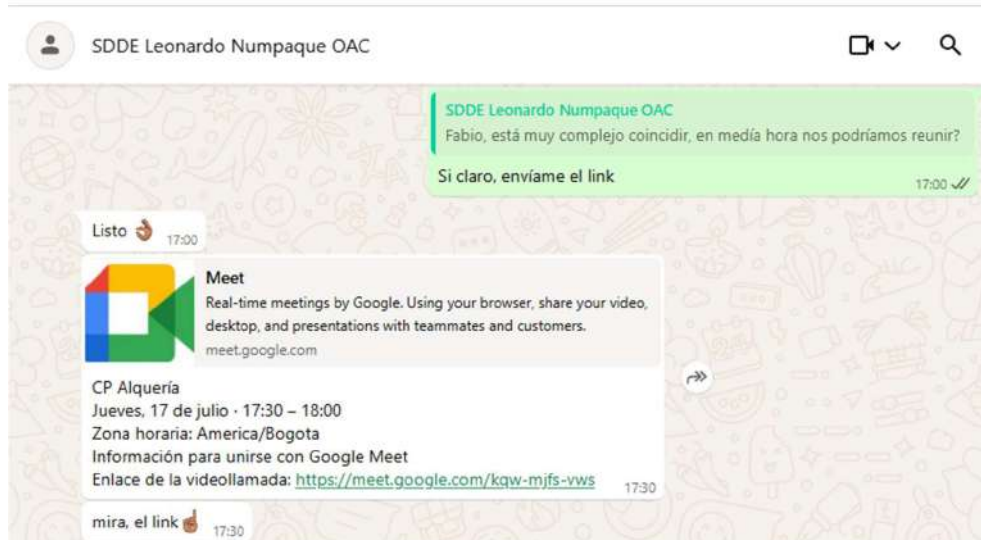 SDDE Leonardo Numpaque OAC
SDDE Leonardo Numpaque OAC
Fabio, está muy complejo coincidir, en medía hora nos podríamos reunir?
Si claro, envíame el link
17:00
Listo 👌🏽 17:00
Meet
Real-time meetings by Google. Using your browser, share your video,
desktop, and presentations with teammates and customers.
meet.google.com
CP Alquería
Jueves, 17 de julio · 17:30 – 18:00
Zona horaria: America/Bogota
Información para unirse con Google Meet
Enlace de la videollamada: https://meet.google.com/kqw-mjfs-vws 17:30
mira, el link ☝🏽 17:30